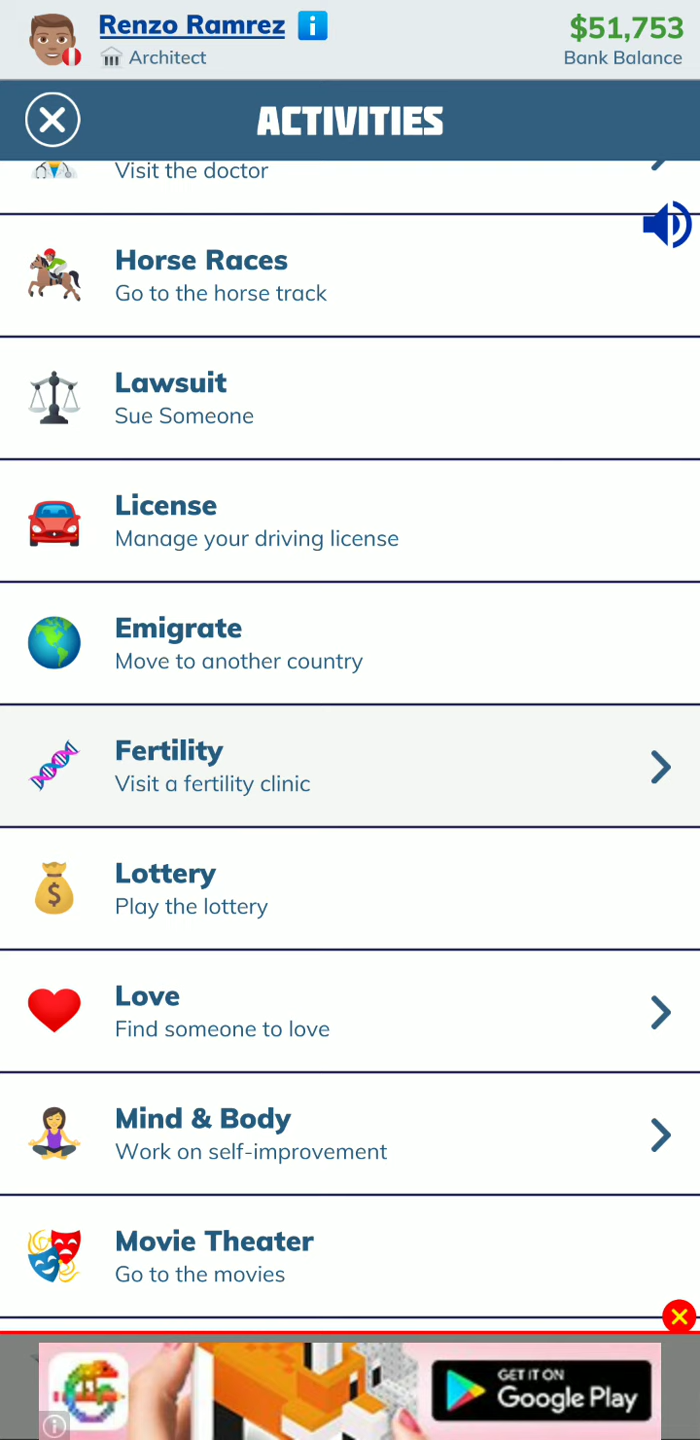 Renzo Ramrez
$51,753
Architect
Bank Balance
ACTIVITIES
Visit the doctor
Horse Races
Go to the horse track
Lawsuit
Sue Someone
License
Manage your driving license
Emigrate
Move to another country
Fertility
Visit a fertility clinic
Lottery
Play the lottery
Love
Find someone to love
Mind & Body
Work on self-improvement
Movie Theater
Go to the movies
GET IT ON
Google Play